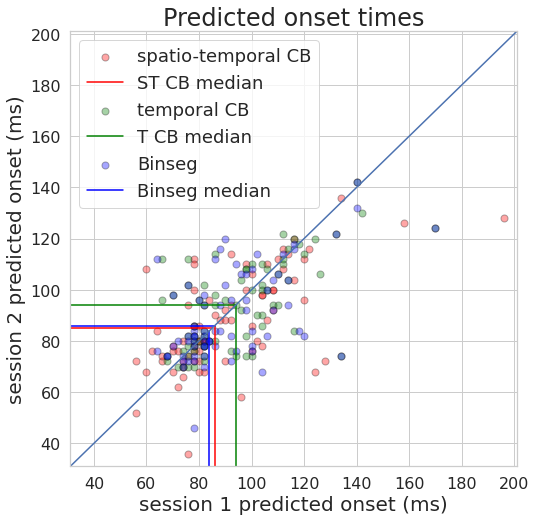 Predicted onset times
spatio-temporal CB
ST CB median
temporal CB
T CB median
Binseg
Binseg median
200
180
160
140
120
100
80
60
40
session 2 predicted onset (ms)
40 60 80 100 120 140 160 180 200
session 1 predicted onset (ms)